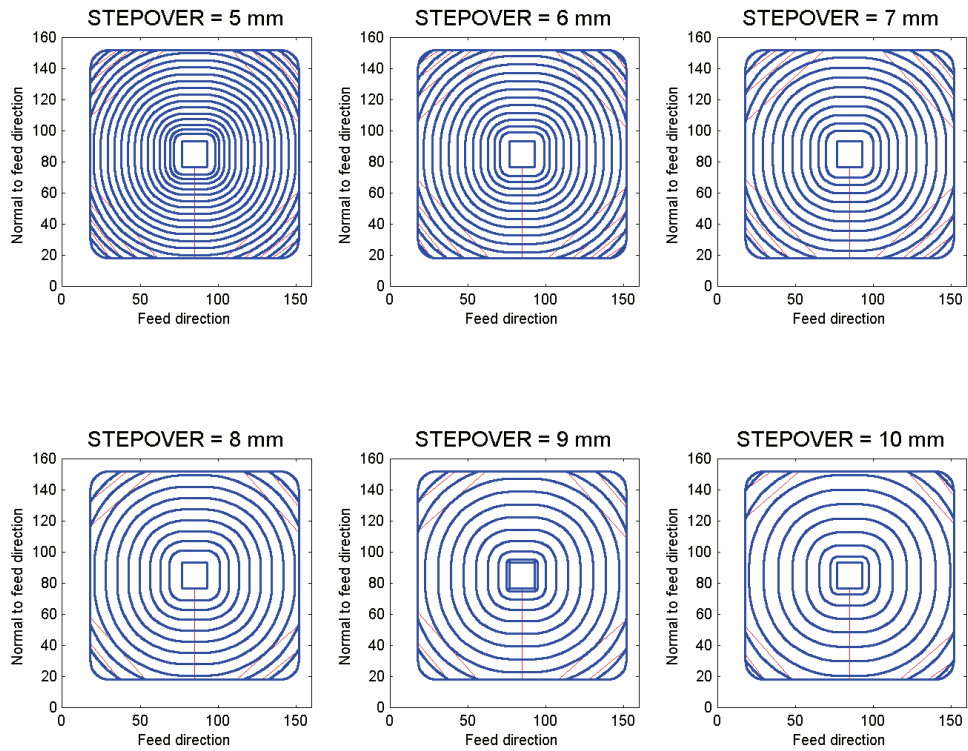 STEPOVER = 5 mm
Normal to feed direction
160
140
120
100
80
60
40
20
0
0 50 100 150
Feed direction
STEPOVER = 6 mm
Normal to feed direction
160
140
120
100
80
60
40
20
0
0 50 100 150
Feed direction
STEPOVER = 7 mm
Normal to feed direction
160
140
120
100
80
60
40
20
0
0 50 100 150
Feed direction
STEPOVER = 8 mm
Normal to feed direction
160
140
120
100
80
60
40
20
0
0 50 100 150
Feed direction
STEPOVER = 9 mm
Normal to feed direction
160
140
120
100
80
60
40
20
0
0 50 100 150
Feed direction
STEPOVER = 10 mm
Normal to feed direction
160
140
120
100
80
60
40
20
0
0 50 100 150
Feed direction